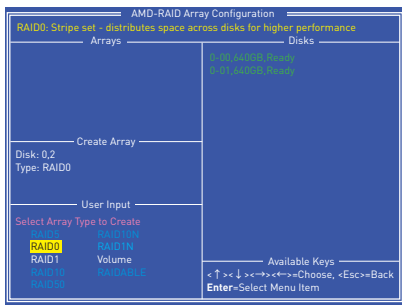 AMD-RAID Array Configuration
RAID0: Stripe set - distributes space across disks for higher performance
Arrays
Disks
0-00,640GB,Ready
0-01,640GB,Ready
Create Array
Disk: 0,2
Type: RAID0
User Input
Select Array Type to Create
RAID5 RAID10N
RAID0 RAID1N
RAID1 Volume
RAID10 RAIDABLE
RAID50
Available Keys
<↑><↓><→><←>=Choose, <Esc>=Back
Enter=Select Menu Item